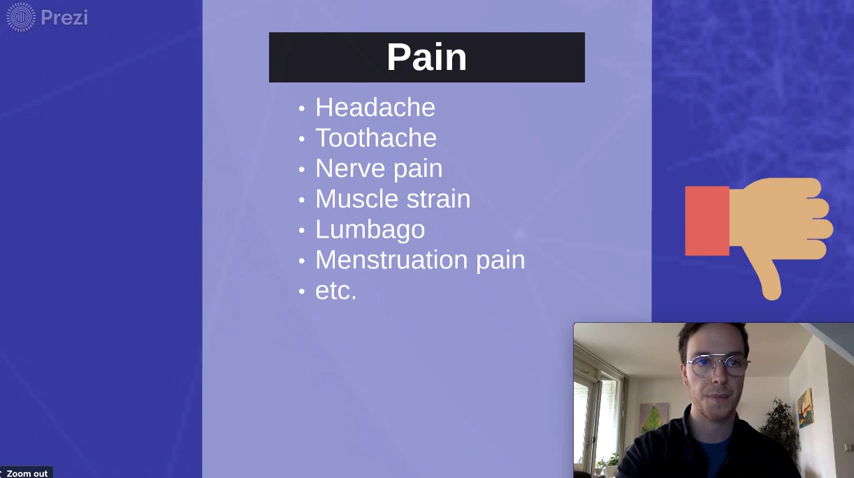 Prezi
Pain
• Headache
• Toothache
• Nerve pain
• Muscle strain
• Lumbago
• Menstruation pain
• etc.
Zoom out